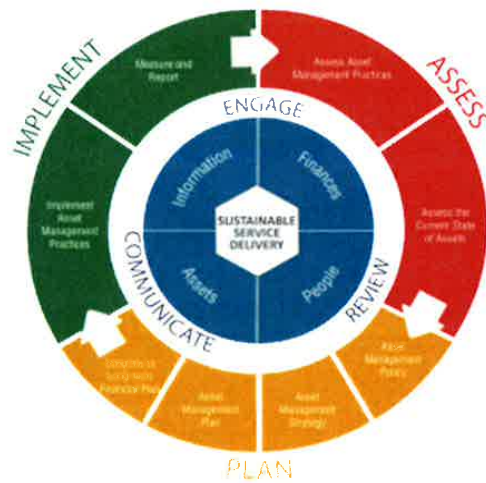 IMPLEMENT
ASSESS
Measure and
Report
Assess Asset
Management Practices
ENGAGE
Information
Finances
SUSTAINABLE
SERVICE
DELIVERY
Implement
Asset
Management
Practices
Assess the
Current State
of Assets
COMMUNICATE
REVIEW
Assets
People
Financial Plan
Asset
Management
Plan
Asset
Management
Strategy
Asset
Management
Policy
PLAN